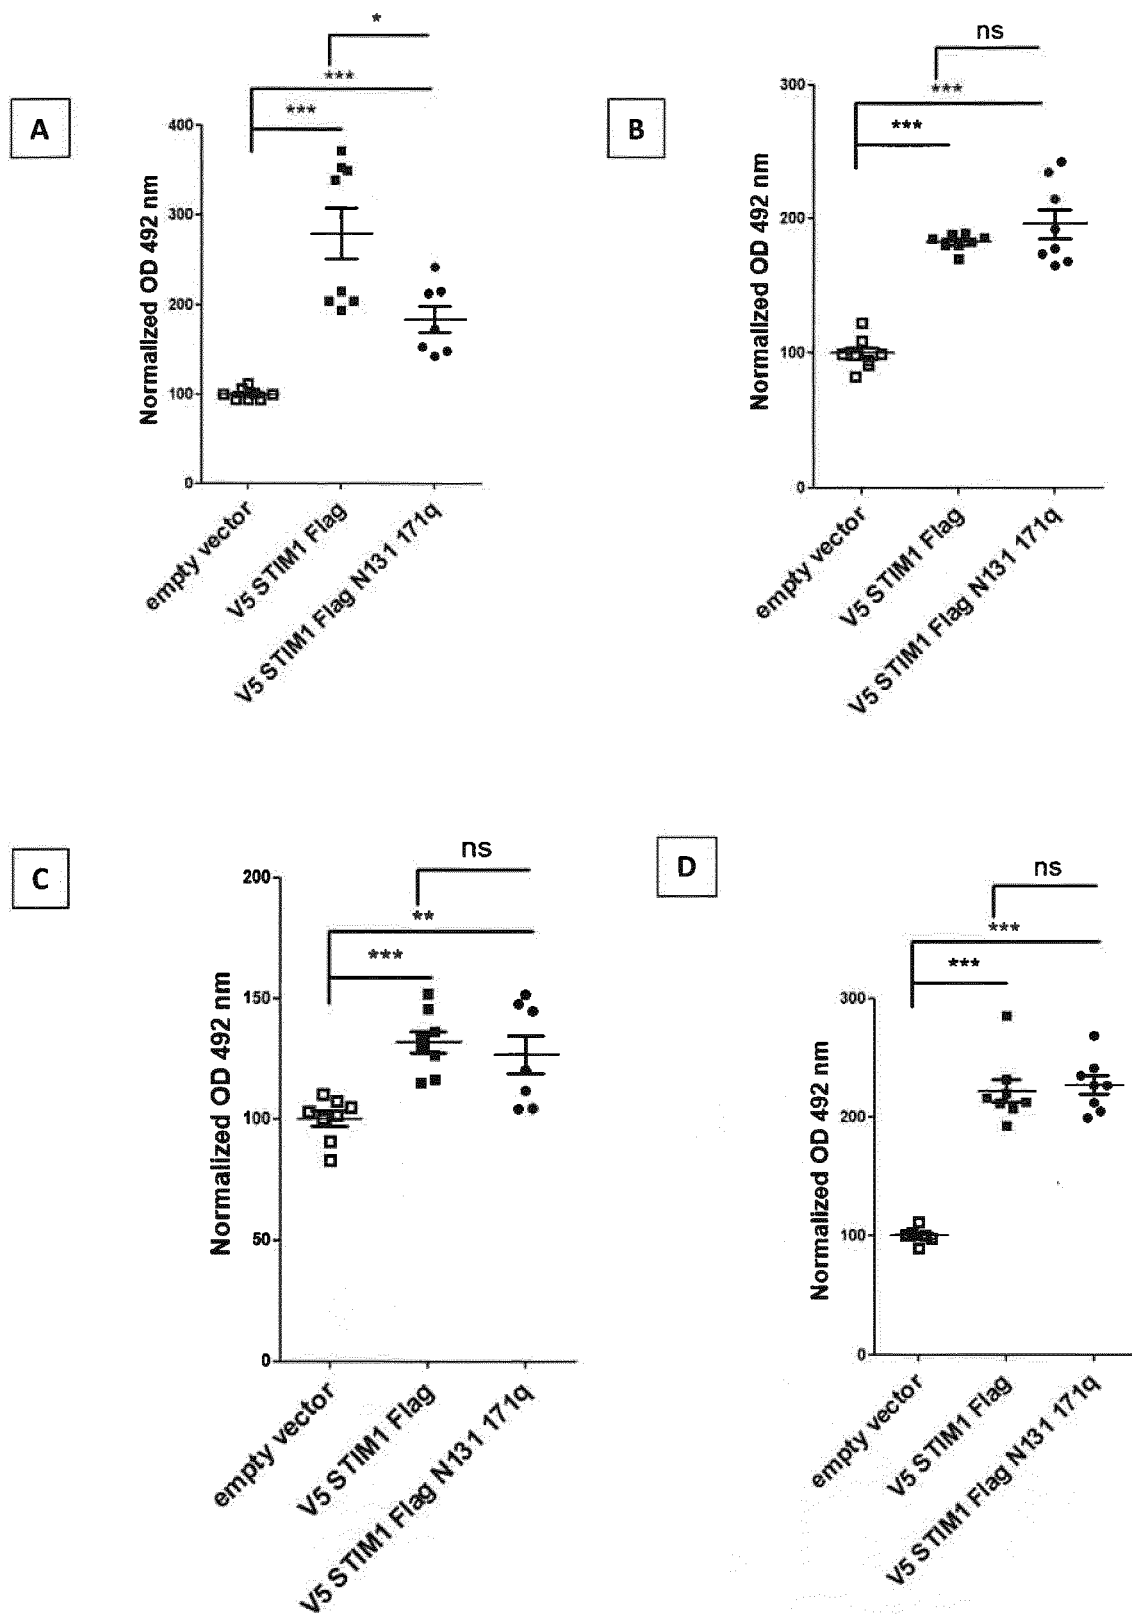 *
***
***
A
400
300
200
100
0
Normalized OD 492 nm
empty vector
V5 STIM1 Flag
V5 STIM1 Flag N131 171q
ns
***
***
B
300
200
100
0
Normalized OD 492 nm
empty vector
V5 STIM1 Flag
V5 STIM1 Flag N131 171q
ns
**
***
C
200
150
100
50
0
Normalized OD 492 nm
empty vector
V5 STIM1 Flag
V5 STIM1 Flag N131 171q
ns
***
***
D
300
200
100
0
Normalized OD 492 nm
empty vector
V5 STIM1 Flag
V5 STIM1 Flag N131 171q